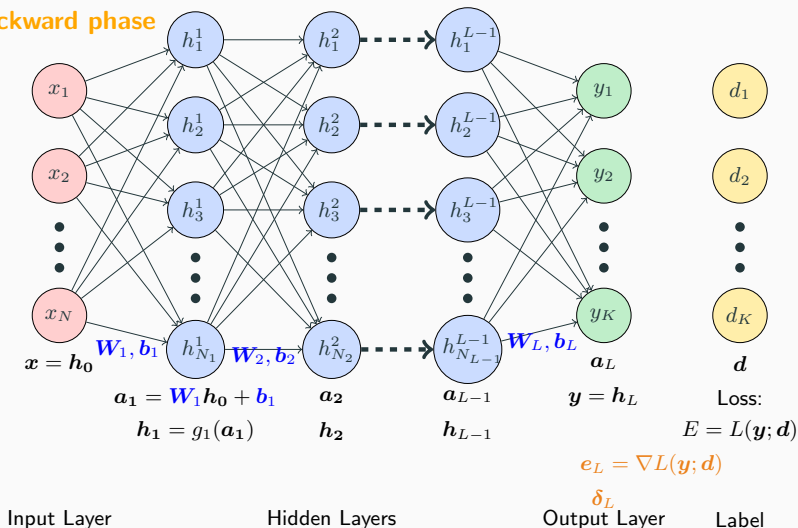 ckward phase
h_1^1 h_1^2 h_1^{L-1}
x_1 y_1 d_1
h_2^1 h_2^2 h_2^{L-1}
x_2 y_2 d_2
h_3^1 h_3^2 h_3^{L-1}
x_N y_K d_K
W_1, b_1 h_{N_1}^1 W_2, b_2 h_{N_2}^2 h_{N_{L-1}}^{L-1} W_L, b_L
x = h_0 a_L d
a_1 = W_1 h_0 + b_1 a_2 a_{L-1} y = h_L Loss:
h_1 = g_1(a_1) h_2 h_{L-1} E = L(y; d)
e_L = ∇L(y; d)
δ_L
Input Layer Hidden Layers Output Layer Label